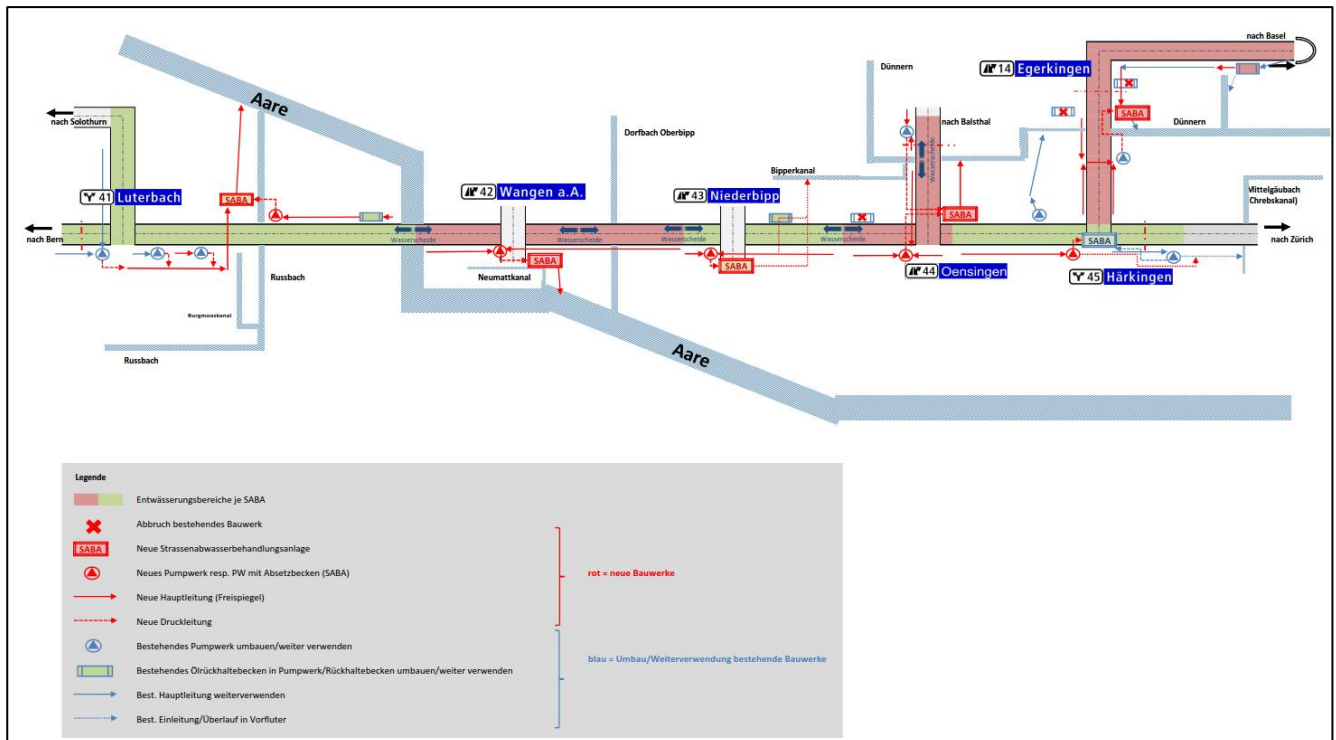 nach Basel
14 Egerkingen
Aare
Dünnern
SABA
nach Solothurn
Dorfbach Oberbipp
nach Balsthal
Dünnern
Wasserscheide
Bipperkanal
41 Luterbach
SABA
42 Wangen a.A.
43 Niederbipp
Mittelgäubach
(Chrebskanal)
SABA
nach Bern
Wasserscheide
Wasserscheide
Wasserscheide
Wasserscheide
SABA
nach Zürich
Russbach
SABA
SABA
44 Oensingen
45 Härkingen
Neumattkanal
Burgmooskanal
Russbach
Aare
Legende
Entwässerungsbereiche je SABA
Abbruch bestehendes Bauwerk
SABA
Neue Strassenabwasserbehandlungsanlage
Neues Pumpwerk resp. PW mit Absetzbecken (SABA)
rot = neue Bauwerke
Neue Hauptleitung (Freispiegel)
Neue Druckleitung
Bestehendes Pumpwerk umbauen/weiter verwenden
blau = Umbau/Weiterverwendung bestehende Bauwerke
Bestehendes Ölrückhaltebecken in Pumpwerk/Rückhaltebecken umbauen/weiter verwenden
Best. Hauptleitung weiterverwenden
Best. Einleitung/Überlauf in Vorfluter